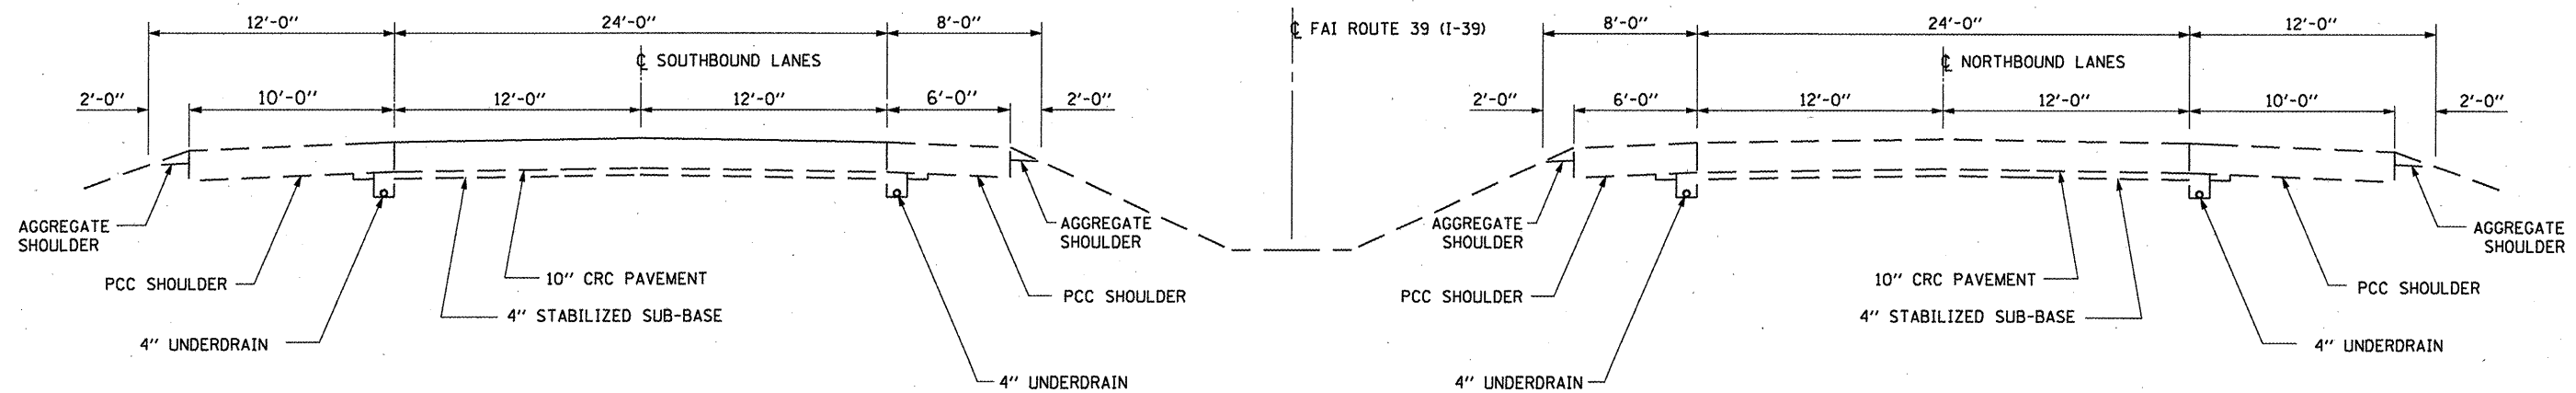 12'-0"
24'-0"
8'-0"
℄ FAI ROUTE 39 (I-39)
8'-0"
24'-0"
12'-0"
℄ SOUTHBOUND LANES
℄ NORTHBOUND LANES
2'-0"
10'-0"
12'-0"
12'-0"
6'-0"
2'-0"
2'-0"
6'-0"
12'-0"
12'-0"
10'-0"
2'-0"
AGGREGATE
SHOULDER
PCC SHOULDER
4" UNDERDRAIN
10" CRC PAVEMENT
4" STABILIZED SUB-BASE
AGGREGATE
SHOULDER
PCC SHOULDER
4" UNDERDRAIN
AGGREGATE
SHOULDER
PCC SHOULDER
4" UNDERDRAIN
10" CRC PAVEMENT
4" STABILIZED SUB-BASE
AGGREGATE
SHOULDER
PCC SHOULDER
4" UNDERDRAIN